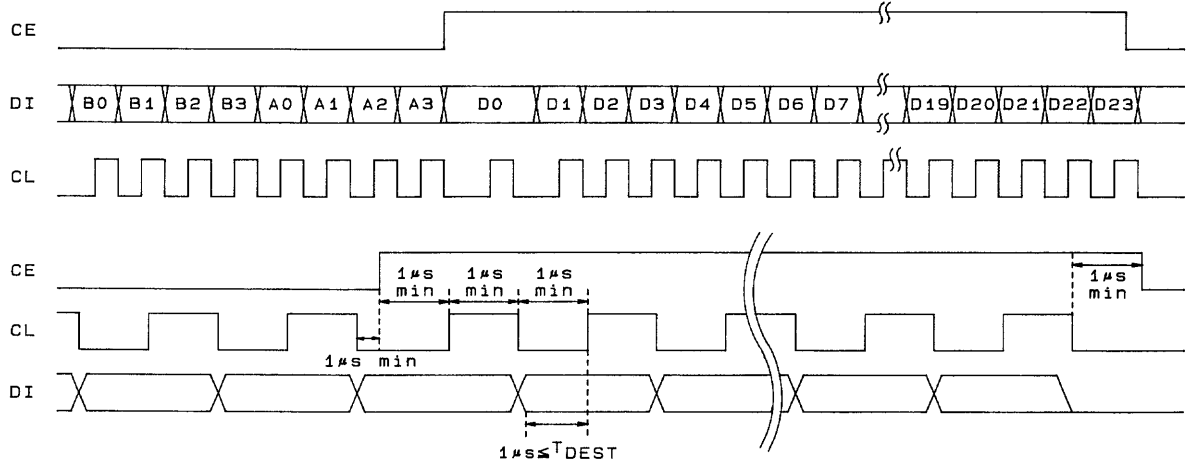 CE
DI B0 B1 B2 B3 A0 A1 A2 A3 D0 D1 D2 D3 D4 D5 D6 D7 D19 D20 D21 D22 D23
CL
CE
1μs min 1μs min 1μs min 1μs min
CL
1μs min
DI
1μs≦TDEST